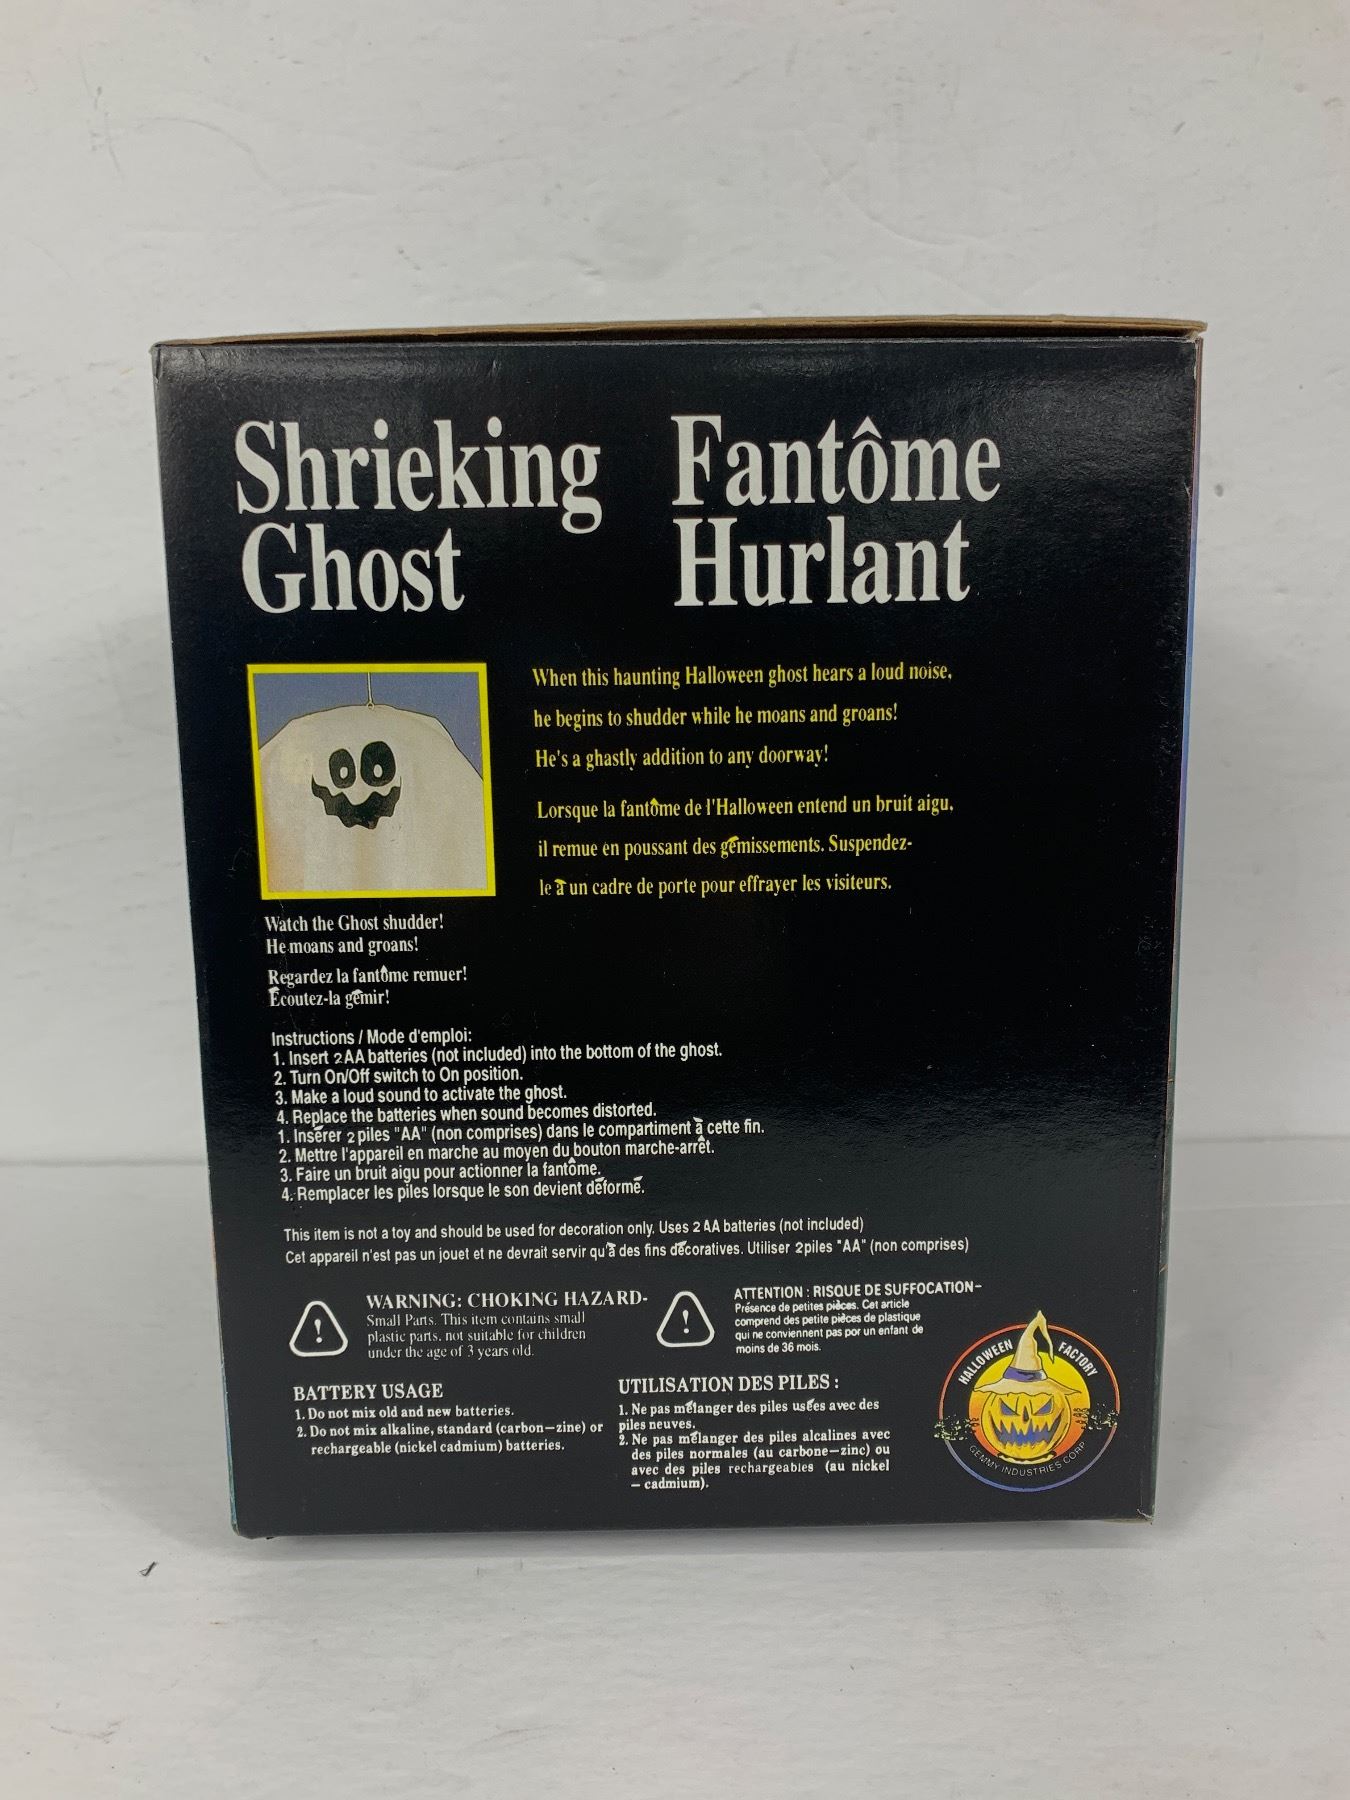 Shrieking
Ghost
Fantôme
Hurlant
When this haunting Halloween ghost hears a loud noise,
he begins to shudder while he moans and groans!
He's a ghastly addition to any doorway!
Lorsque la fantôme de l'Halloween entend un bruit aigu,
il remue en poussant des gémissements. Suspendez-
le à un cadre de porte pour effrayer les visiteurs.
Watch the Ghost shudder!
He moans and groans!
Regardez la fantôme remuer!
Écoutez-la gémir!
Instructions / Mode d'emploi:
1. Insert 2 AA batteries (not included) into the bottom of the ghost.
2. Turn On/Off switch to On position.
3. Make a loud sound to activate the ghost.
4. Replace the batteries when sound becomes distorted.
1. Insérer 2 piles "AA" (non comprises) dans le compartiment à cette fin.
2. Mettre l'appareil en marche au moyen du bouton marche-arrêt.
3. Faire un bruit aigu pour actionner la fantôme.
4. Remplacer les piles lorsque le son devient déformé.
This item is not a toy and should be used for decoration only. Uses 2 AA batteries (not included)
Cet appareil n'est pas un jouet et ne devrait servir qu'à des fins décoratives. Utiliser 2piles "AA" (non comprises)
WARNING: CHOKING HAZARD-
Small Parts. This item contains small
plastic parts. not suitable for children
under the age of 3 years old.
ATTENTION : RISQUE DE SUFFOCATION-
Présence de petites pièces. Cet article
comprend des petite pièces de plastique
qui ne conviennent pas por un enfant de
moins de 36 mois.
BATTERY USAGE
1. Do not mix old and new batteries.
2. Do not mix alkaline, standard (carbon-zine) or
rechargeable (nickel cadmium) batteries.
UTILISATION DES PILES :
1. Ne pas mélanger des piles usées avec des
piles neuves.
2. Ne pas mélanger des piles alcalines avec
des piles normales (au carbone-zinc) ou
avec des piles rechargeables (au nickel
- cadmium).
HALLOWEEN FACTORY
GEMMY INDUSTRIES CORP